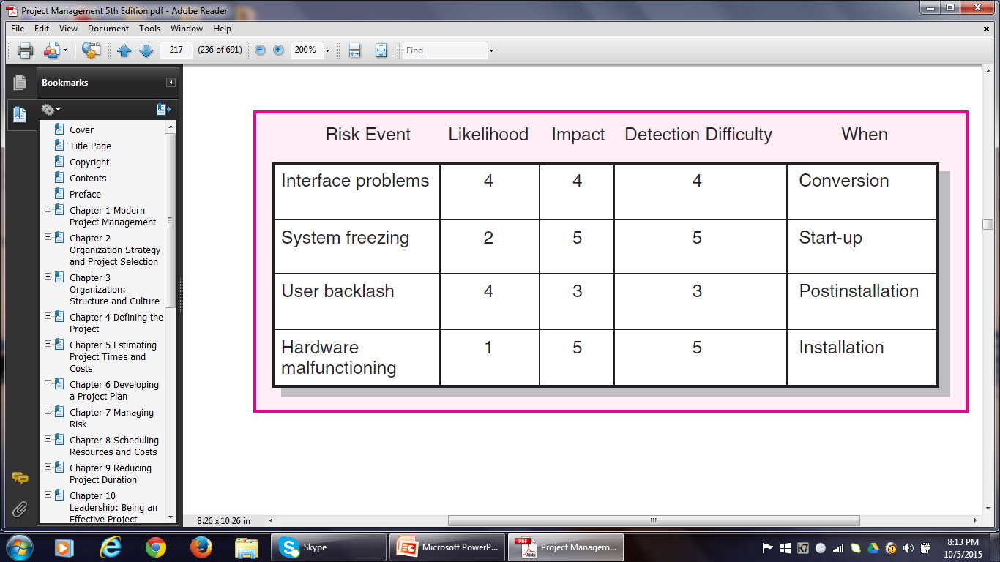 Project Management 5th Edition.pdf - Adobe Reader
File Edit View Document Tools Window Help
217 (236 of 691) 200% Find
Bookmarks
Cover
Title Page
Copyright
Contents
Preface
Chapter 1 Modern
Project Management
Chapter 2
Organization Strategy
and Project Selection
Chapter 3
Organization:
Structure and Culture
Chapter 4 Defining the
Project
Chapter 5 Estimating
Project Times and
Costs
Chapter 6 Developing
a Project Plan
Chapter 7 Managing
Risk
Chapter 8 Scheduling
Resources and Costs
Chapter 9 Reducing
Project Duration
Chapter 10
Leadership: Being an
Effective Project
Risk Event Likelihood Impact Detection Difficulty When
Interface problems 4 4 4 Conversion
System freezing 2 5 5 Start-up
User backlash 4 3 3 Postinstallation
Hardware 1 5 5 Installation
malfunctioning
8.26 x 10.26 in
Skype
Microsoft PowerP...
PDF
Adobe
Project Managem...
8:13 PM
10/5/2015